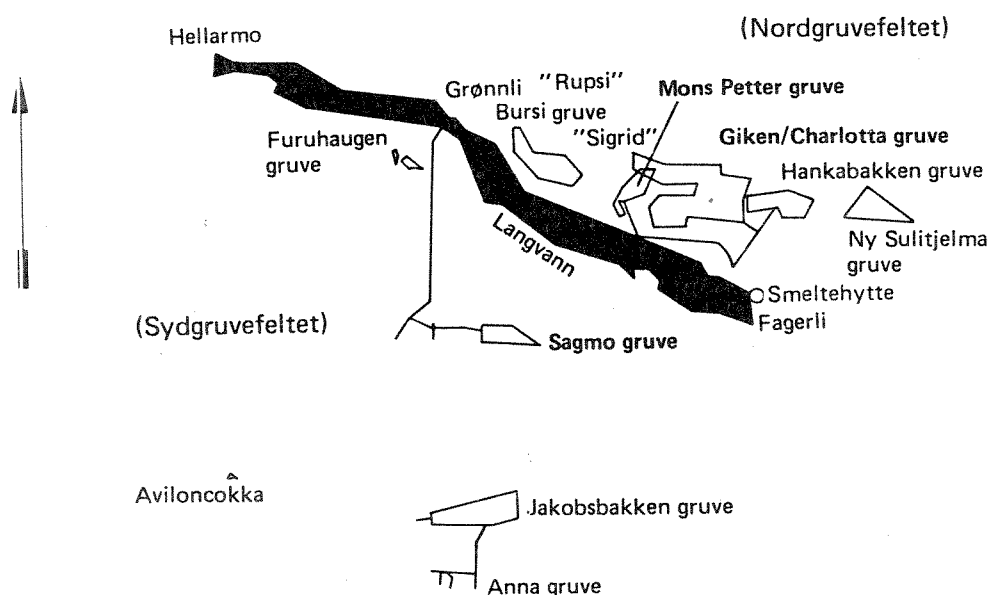 (Nordgruvefeltet)
Hellarmo
Grønnli
"Rupsi"
Mons Petter gruve
Bursi gruve
"Sigrid"
Giken/Charlotta gruve
Furuhaugen
gruve
Hankabakken gruve
Langvann
Ny Sulitjelma
gruve
Smeltehytte
Fagerli
(Sydgruvefeltet)
Sagmo gruve
Aviloncokka
Jakobsbakken gruve
Anna gruve